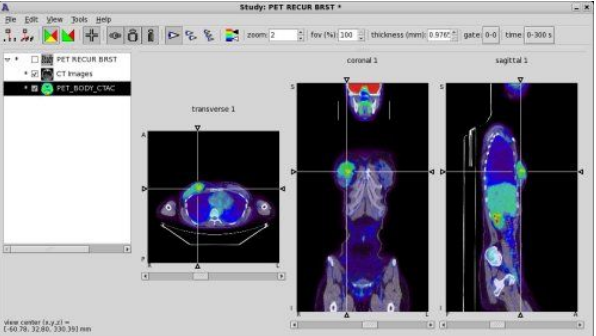 Study: PET RECUR BRST *
File Edit View Tools Help
zoom: 2 fov (%): 100 thickness (mm): 0.976 gate: 0-0 time: 0-300 s
PET RECUR BRST
CT Images
PET_BODY_CTAC
transverse 1
coronal 1
sagittal 1
A
P
R
L
S
I
R
L
S
I
P
A
view center (x,y,z) =
[-60.78, 32.80, 330.39] mm